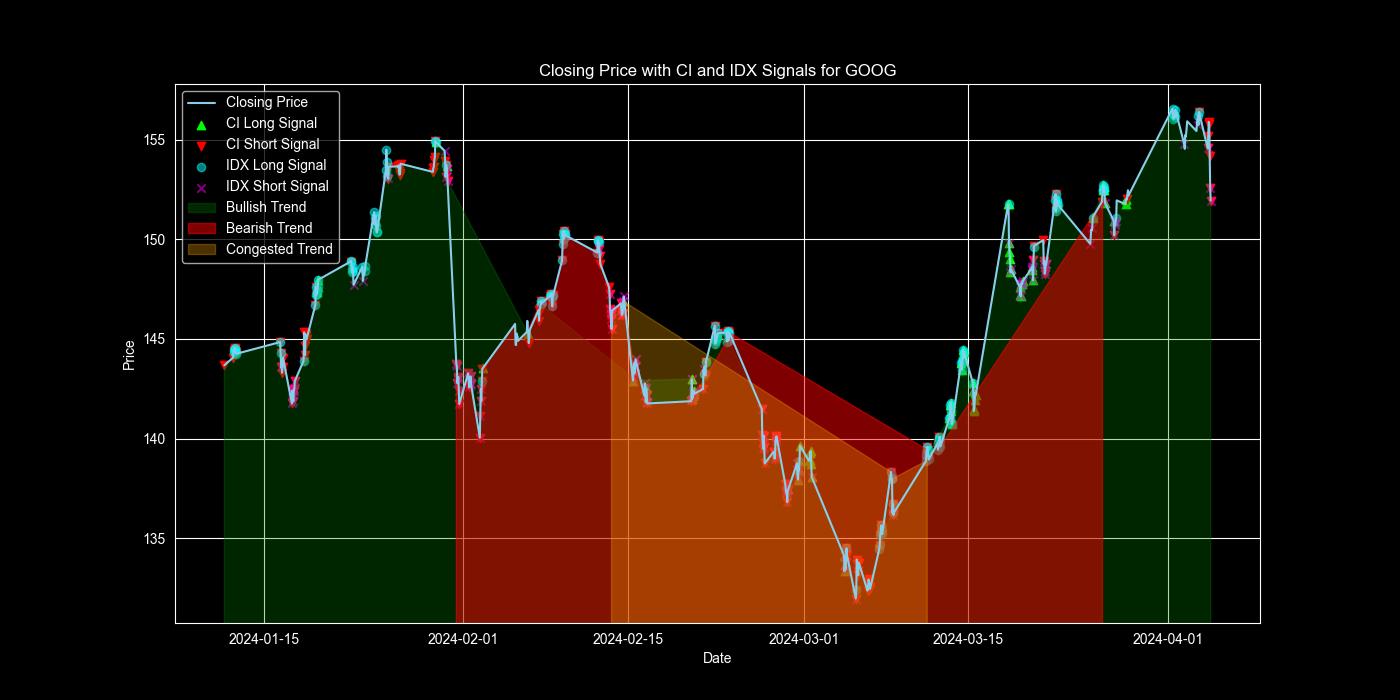 Closing Price with CI and IDX Signals for GOOG
Closing Price
CI Long Signal
CI Short Signal
IDX Long Signal
IDX Short Signal
Bullish Trend
Bearish Trend
Congested Trend
155
150
145
140
135
Price
2024-01-15
2024-02-01
2024-02-15
2024-03-01
2024-03-15
2024-04-01
Date